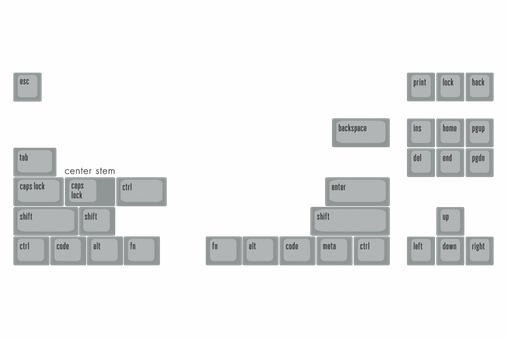 esc
print lock hack
backspace
ins home pgup
tab
del end pgdn
center stem
caps lock
caps
lock
ctrl
enter
shift shift
shift
up
ctrl code alt fn
fn alt code meta ctrl
left down right